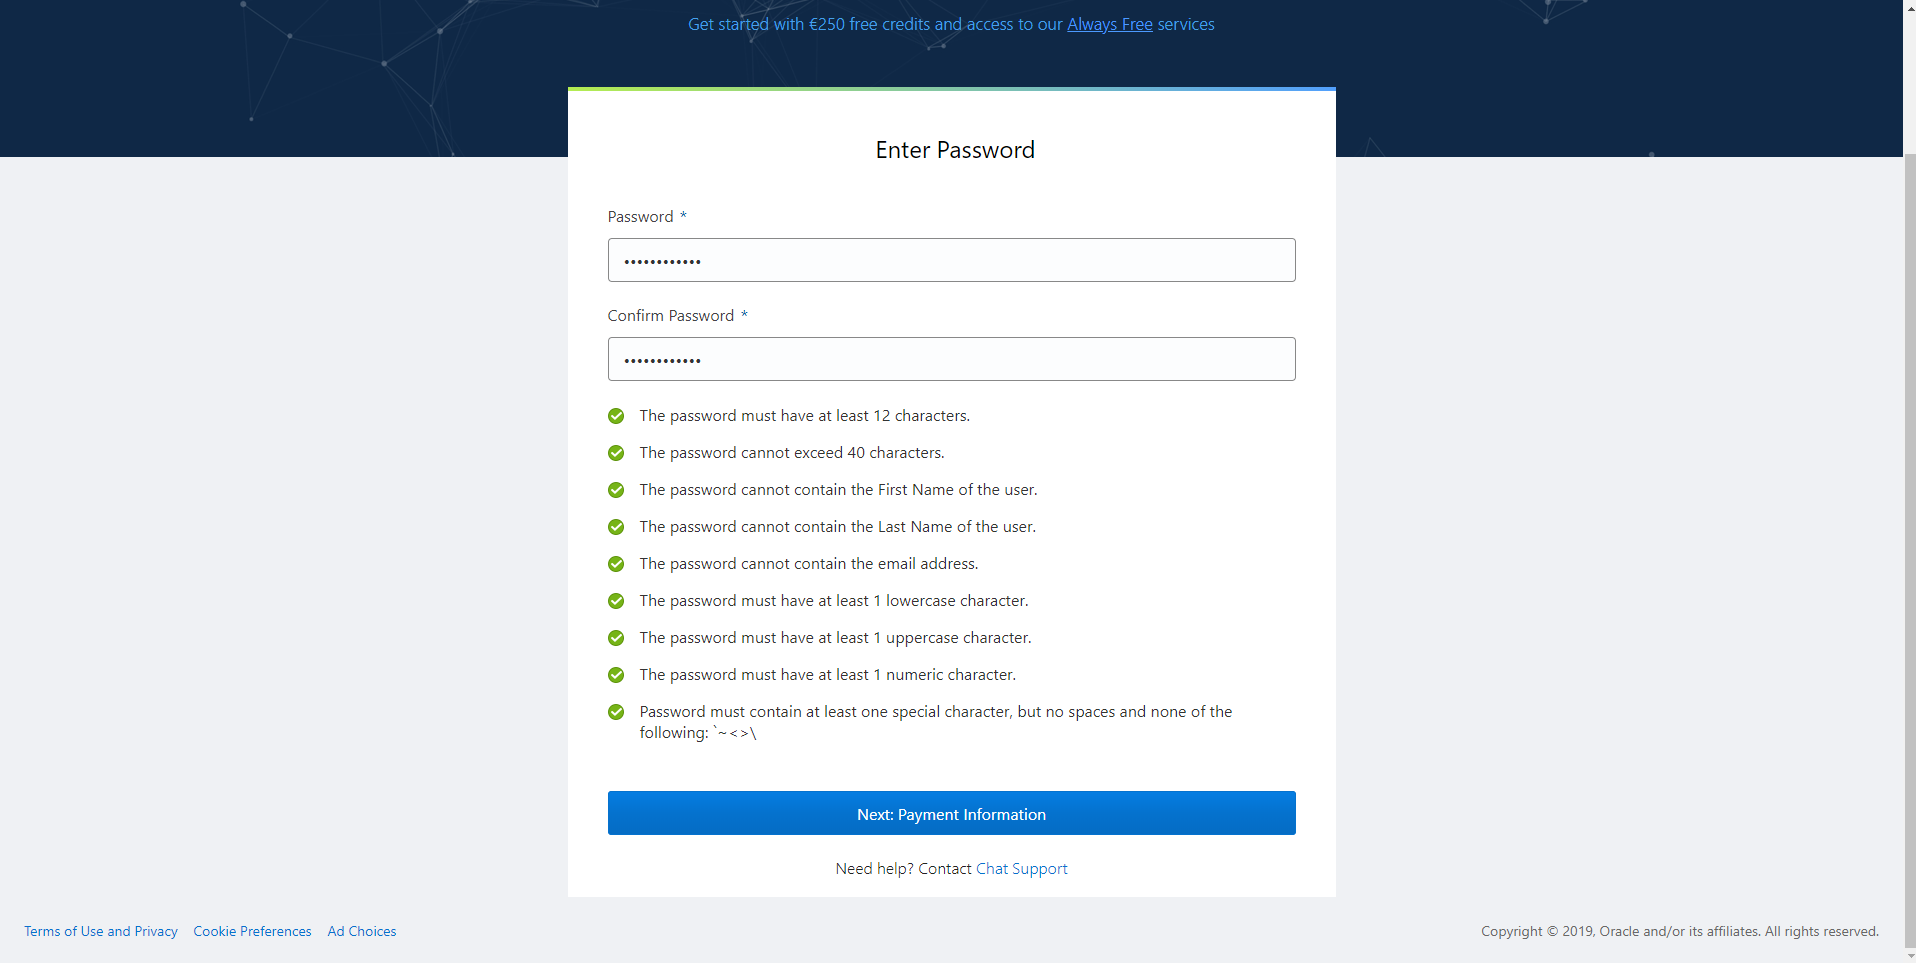 Get started with €250 free credits and access to our Always Free services
Enter Password
Password *
••••••••••••
Confirm Password *
••••••••••••
The password must have at least 12 characters.
The password cannot exceed 40 characters.
The password cannot contain the First Name of the user.
The password cannot contain the Last Name of the user.
The password cannot contain the email address.
The password must have at least 1 lowercase character.
The password must have at least 1 uppercase character.
The password must have at least 1 numeric character.
Password must contain at least one special character, but no spaces and none of the
following: `~<>\
Next: Payment Information
Need help? Contact Chat Support
Terms of Use and Privacy Cookie Preferences Ad Choices
Copyright © 2019, Oracle and/or its affiliates. All rights reserved.